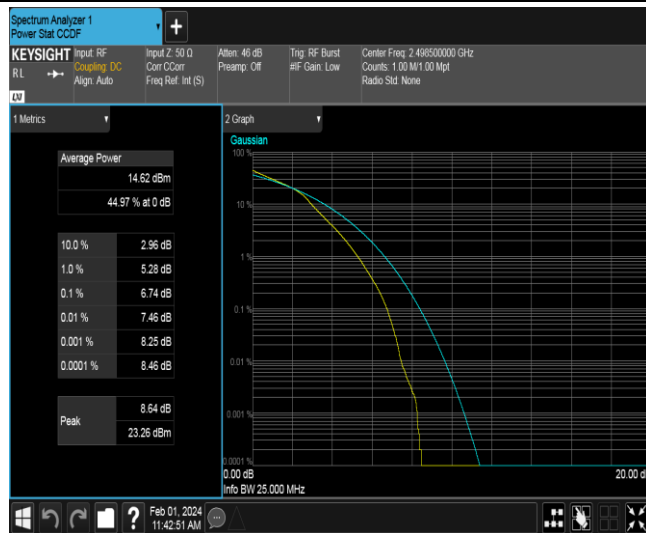 Spectrum Analyzer 1
Power Stat CCDF
+
KEYSIGHT
RL
Input: RF
Coupling: DC
Align: Auto
Input Z: 50 Ω
Corr CCorr
Freq Ref: Int (S)
Atten: 46 dB
Preamp: Off
Trig: RF Burst
#IF Gain: Low
Center Freq: 2.498500000 GHz
Counts: 1.00 M/1.00 Mpt
Radio Std: None
1 Metrics
Average Power
14.62 dBm
44.97 % at 0 dB
10.0 % 2.96 dB
1.0 % 5.28 dB
0.1 % 6.74 dB
0.01 % 7.46 dB
0.001 % 8.25 dB
0.0001 % 8.46 dB
Peak
8.64 dB
23.26 dBm
2 Graph
Gaussian
100 %
10 %
1 %
0.1 %
0.01 %
0.001 %
0.0001 %
0.00 dB
20.00 d
Info BW 25.000 MHz
?
Feb 01, 2024
11:42:51 AM